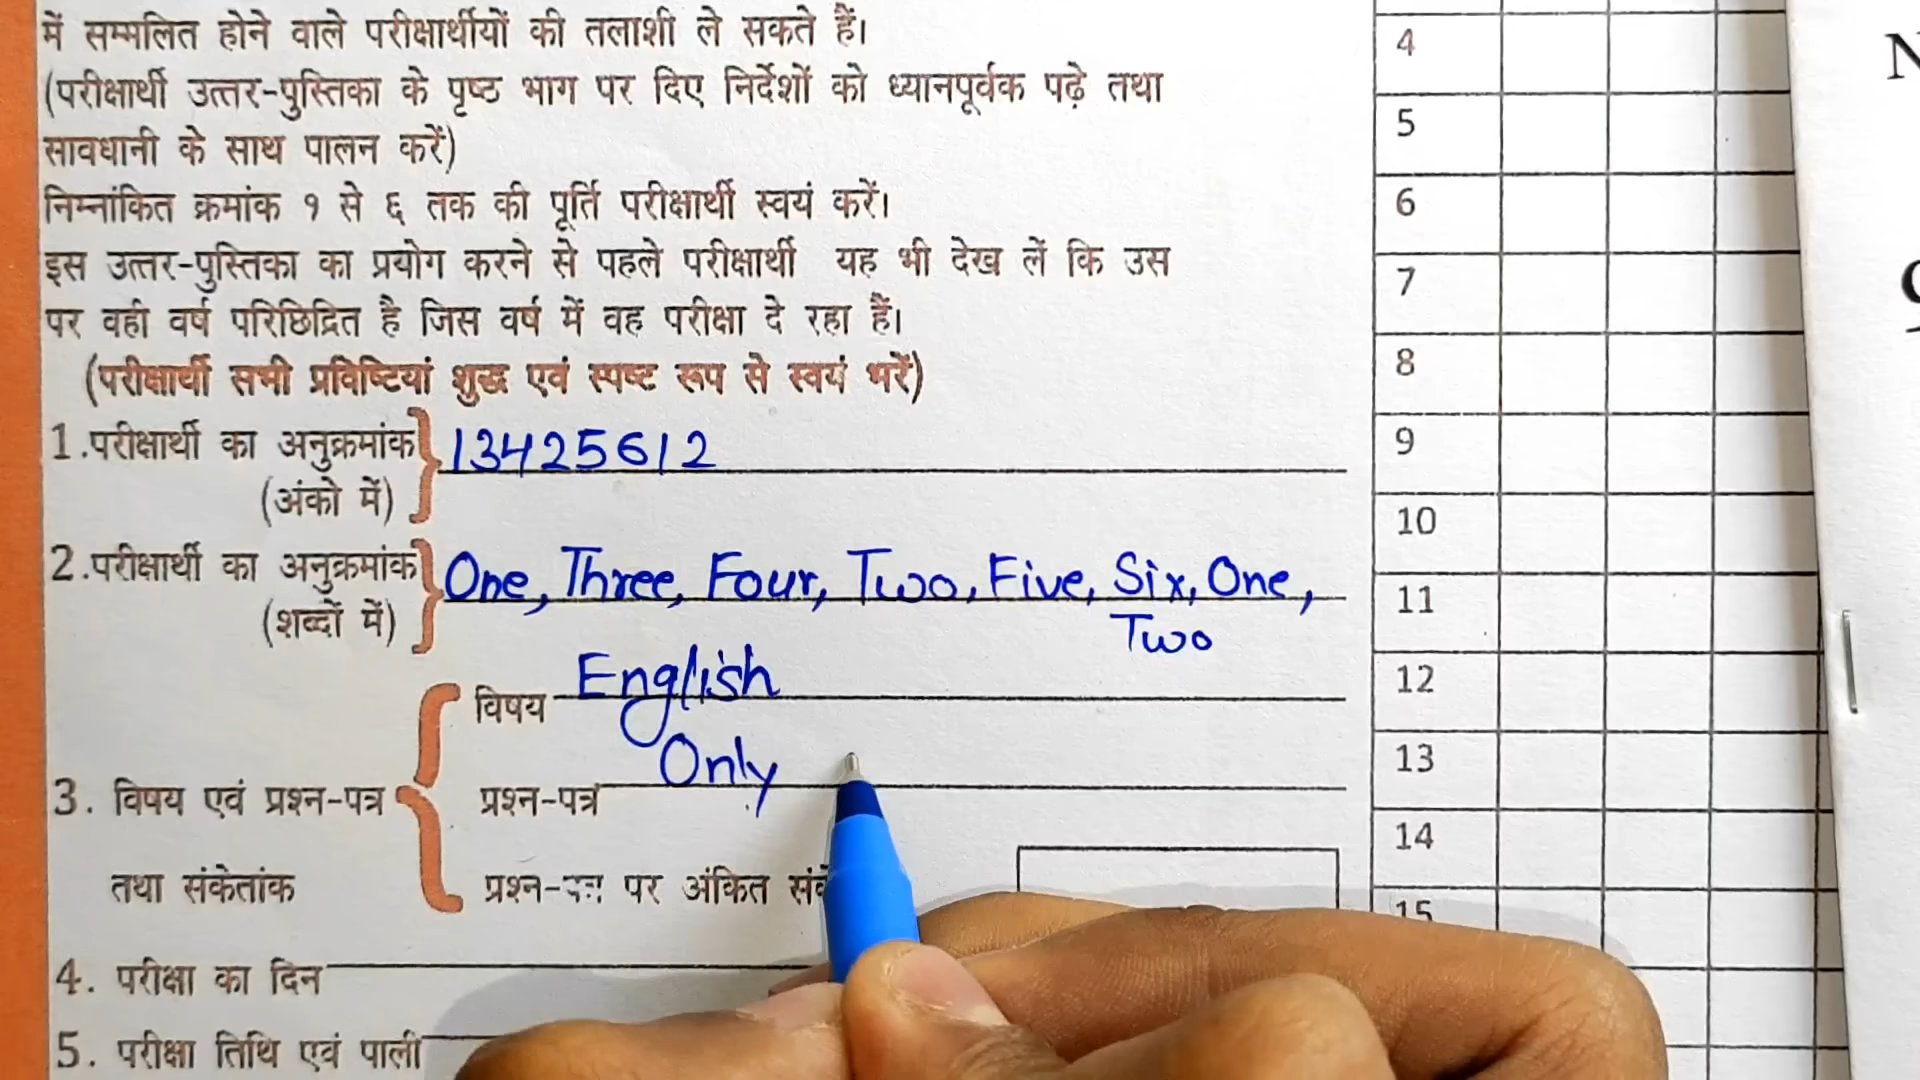 में सम्मलित होने वाले परीक्षार्थीयों की तलाशी ले सकते हैं।
(परीक्षार्थी उत्तर-पुस्तिका के पृष्ठ भाग पर दिए निर्देशों को ध्यानपूर्वक पढ़े तथा
सावधानी के साथ पालन करें)
निम्नांकित क्रमांक १ से ६ तक की पूर्ति परीक्षार्थी स्वयं करें।
इस उत्तर-पुस्तिका का प्रयोग करने से पहले परीक्षार्थी यह भी देख लें कि उस
पर वही वर्ष परिछिद्रित है जिस वर्ष में वह परीक्षा दे रहा हैं।
(परीक्षार्थी सभी प्रविष्टियां शुद्ध एवं स्पष्ट रूप से स्वयं भरें)
1.परीक्षार्थी का अनुक्रमांक 13425612
(अंको में)
2.परीक्षार्थी का अनुक्रमांक One, Three, Four, Two, Five, Six, One,
(शब्दों में) Two
विषय English
3. विषय एवं प्रश्न-पत्र प्रश्न-पत्र Only
तथा संकेतांक प्रश्न-पत्र पर अंकित
4. परीक्षा का दिन
5. परीक्षा तिथि एवं पाली
4
5
6
7
8
9
10
11
12
13
14
15
N